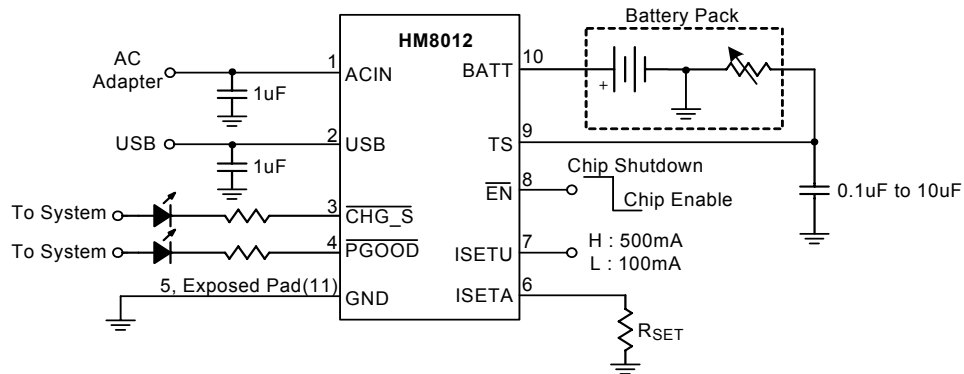 Battery Pack
HM8012
AC
Adapter
1
ACIN
1uF
BATT
10
+
USB
2
USB
1uF
TS
9
EN
8
Chip Shutdown
Chip Enable
0.1uF to 10uF
To System
3
CHG_S
To System
4
PGOOD
ISETU
7
H : 500mA
L : 100mA
5, Exposed Pad(11)
GND
ISETA
6
RSET